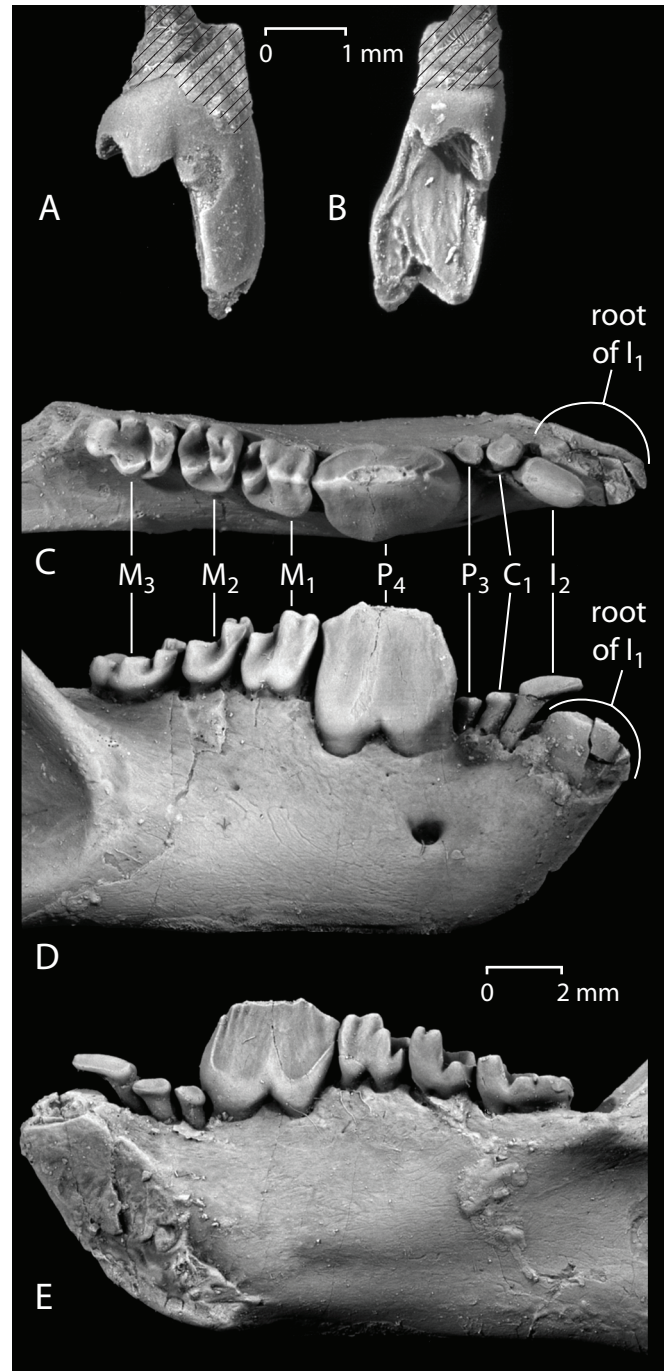 0 1 mm
A
B
root
of I₁
C
M₃ M₂ M₁ P₄ P₃ C₁ I₂
root
of I₁
D
0 2 mm
E